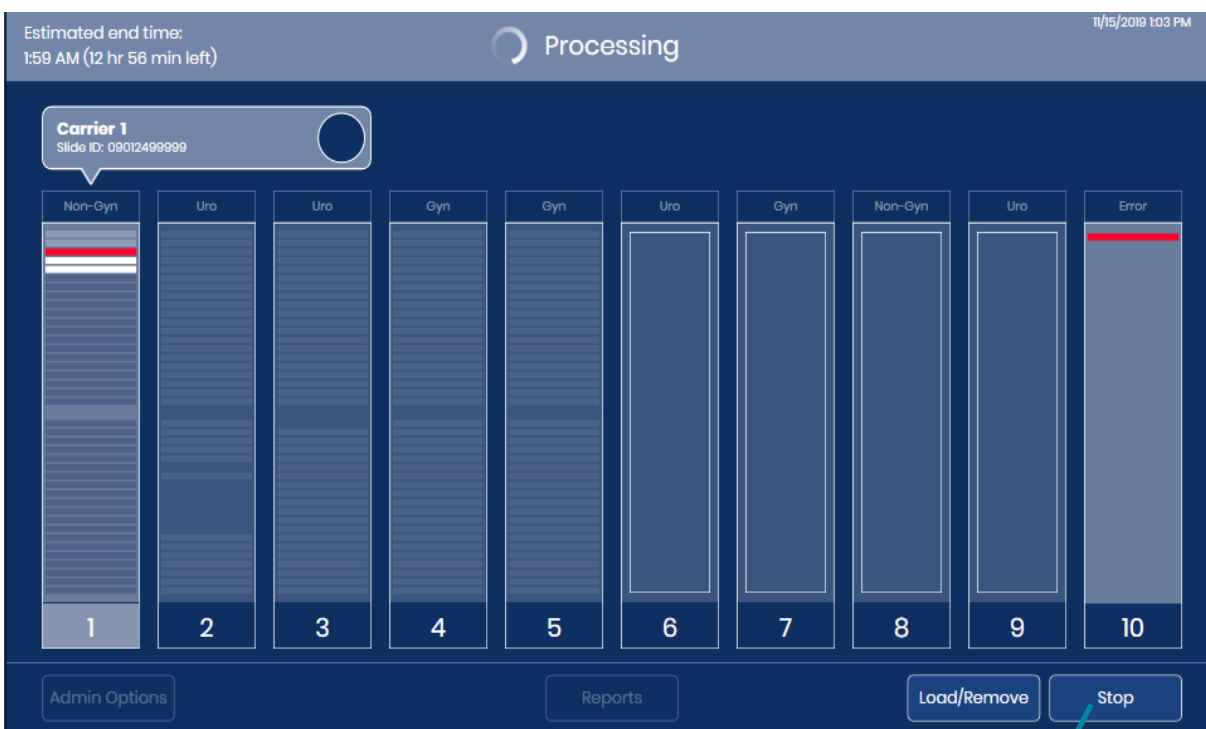 Estimated end time:
1:59 AM (12 hr 56 min left)
Processing
11/15/2019 1:03 PM
Carrier 1
Slide ID: 09012499999
Non-Gyn Uro Uro Gyn Gyn Uro Gyn Non-Gyn Uro Error
1 2 3 4 5 6 7 8 9 10
Admin Options Reports Load/Remove Stop